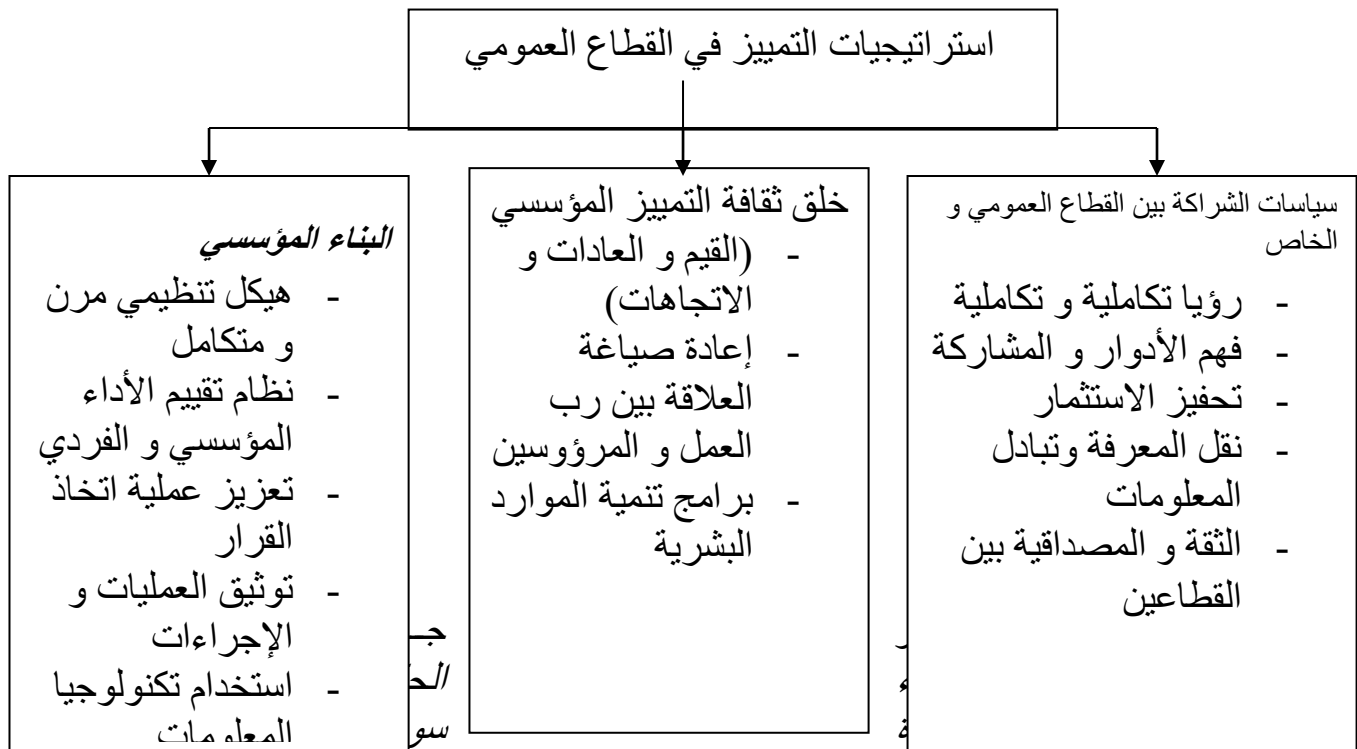 استراتيجيات التمييز في القطاع العمومي
سياسات الشراكة بين القطاع العمومي و
الخاص
- رؤيا تكاملية و تكاملية
- فهم الأدوار و المشاركة
- تحفيز الاستثمار
- نقل المعرفة وتبادل
المعلومات
- الثقة و المصداقية بين
القطاعين
خلق ثقافة التمييز المؤسسي
- (القيم و العادات و
الاتجاهات)
- إعادة صياغة
العلاقة بين رب
العمل و المرؤوسين
- برامج تنمية الموارد
البشرية
البناء المؤسسي
- هيكل تنظيمي مرن
و متكامل
- نظام تقييم الأداء
المؤسسي و الفردي
- تعزيز عملية اتخاذ
القرار
- توثيق العمليات و
الإجراءات
- استخدام تكنولوجيا
المعلومات